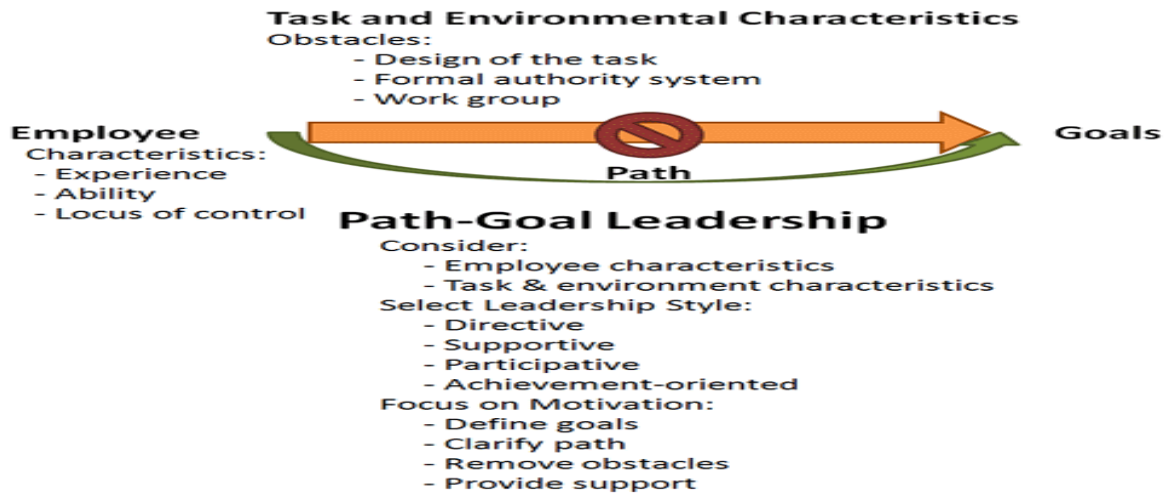 Task and Environmental Characteristics
Obstacles:
- Design of the task
- Formal authority system
- Work group
Employee
Characteristics:
- Experience
- Ability
- Locus of control
Path
Goals
Path-Goal Leadership
Consider:
- Employee characteristics
- Task & environment characteristics
Select Leadership Style:
- Directive
- Supportive
- Participative
- Achievement-oriented
Focus on Motivation:
- Define goals
- Clarify path
- Remove obstacles
- Provide support